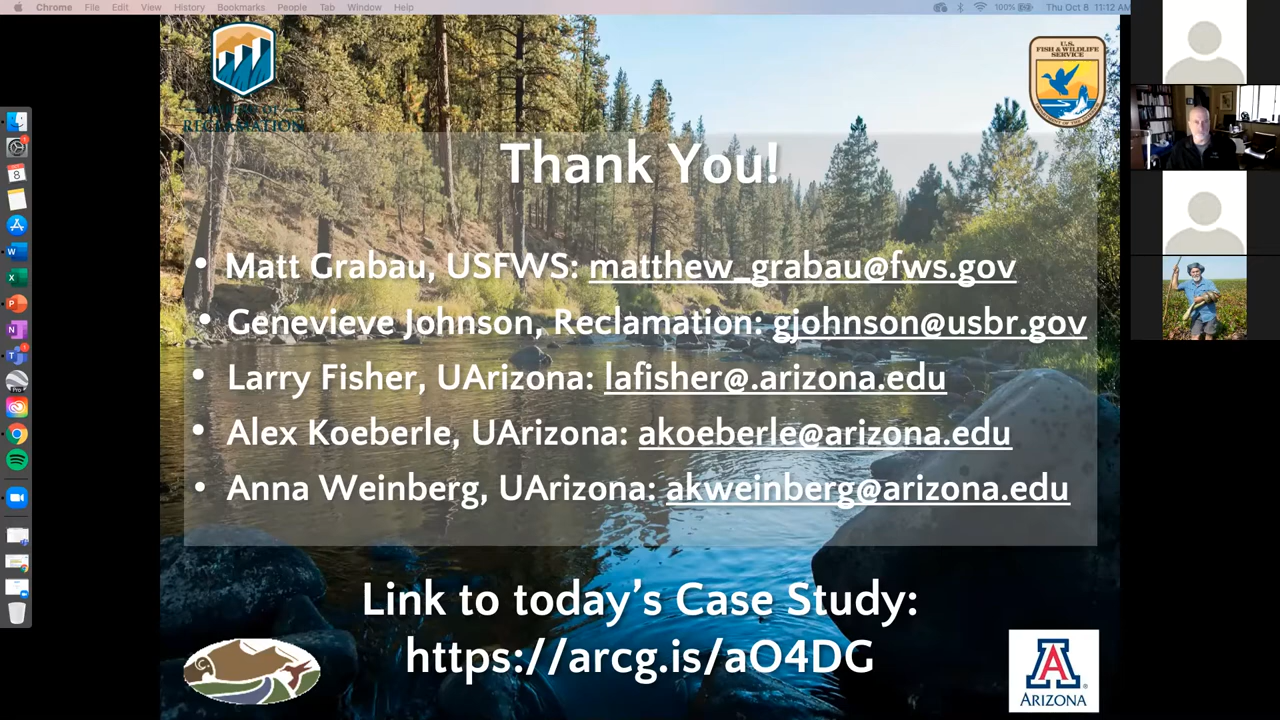 Chrome File Edit View History Bookmarks People Tab Window Help 100% Thu Oct 8 11:12 AM
RECLAMATION
U.S.
FISH & WILDLIFE
SERVICE
Thank You!
• Matt Grabau, USFWS: matthew_grabau@fws.gov
• Genevieve Johnson, Reclamation: gjohnson@usbr.gov
• Larry Fisher, UArizona: lafisher@.arizona.edu
• Alex Koeberle, UArizona: akoeberle@arizona.edu
• Anna Weinberg, UArizona: akweinberg@arizona.edu
Link to today's Case Study:
https://arcg.is/aO4DG
A
ARIZONA